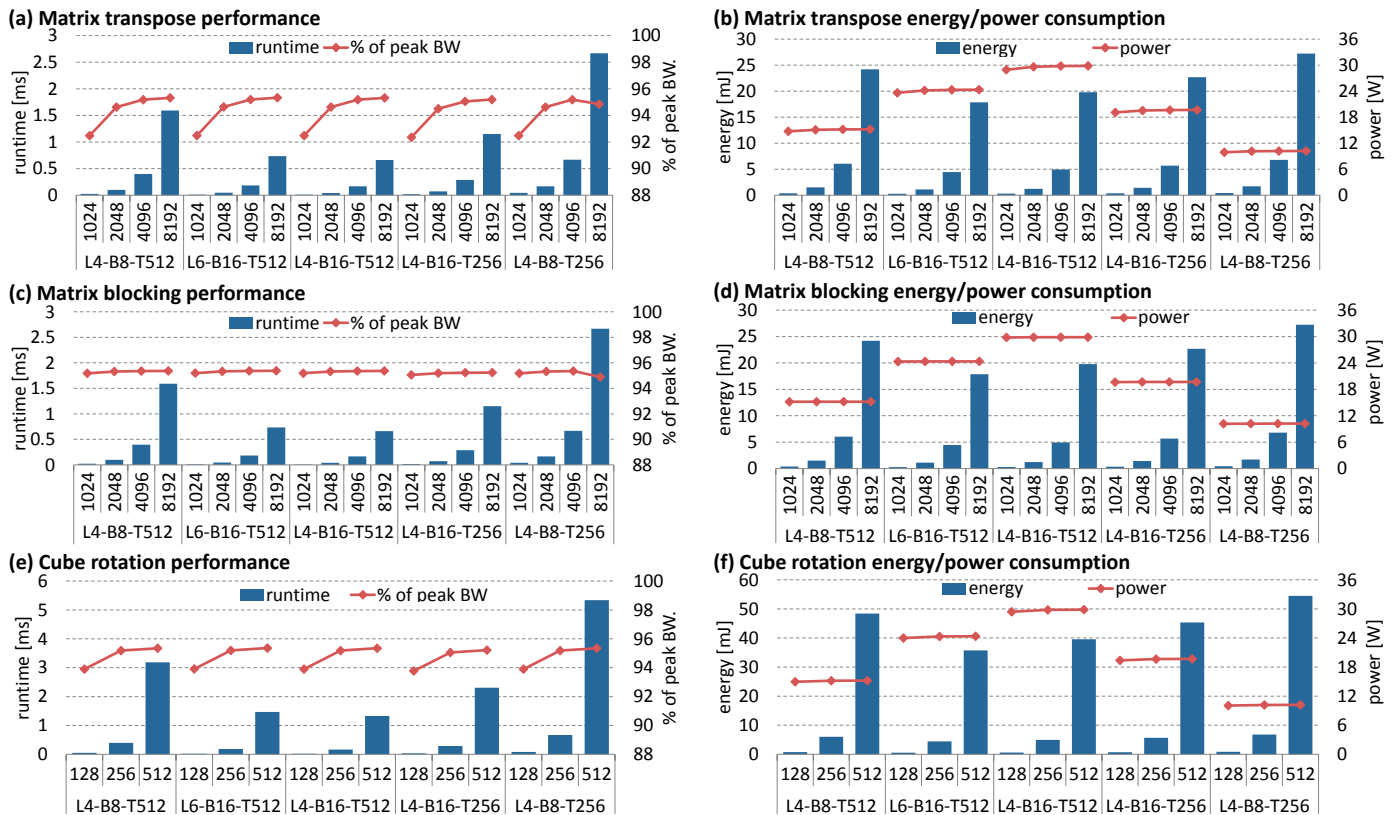 (a) Matrix transpose performance
runtime % of peak BW
runtime [ms]
3
2.5
2
1.5
1
0.5
0
100
98
96
94
92
90
88
% of peak BW.
1024 2048 4096 8192 1024 2048 4096 8192 1024 2048 4096 8192 1024 2048 4096 8192 1024 2048 4096 8192
L4-B8-T512 L6-B16-T512 L4-B16-T512 L4-B16-T256 L4-B8-T256
(b) Matrix transpose energy/power consumption
energy power
energy [mJ]
30
25
20
15
10
5
0
36
30
24
18
12
6
0
power [W]
1024 2048 4096 8192 1024 2048 4096 8192 1024 2048 4096 8192 1024 2048 4096 8192 1024 2048 4096 8192
L4-B8-T512 L6-B16-T512 L4-B16-T512 L4-B16-T256 L4-B8-T256
(c) Matrix blocking performance
runtime % of peak BW
runtime [ms]
3
2.5
2
1.5
1
0.5
0
100
98
96
94
92
90
88
% of peak BW.
1024 2048 4096 8192 1024 2048 4096 8192 1024 2048 4096 8192 1024 2048 4096 8192 1024 2048 4096 8192
L4-B8-T512 L6-B16-T512 L4-B16-T512 L4-B16-T256 L4-B8-T256
(d) Matrix blocking energy/power consumption
energy power
energy [mJ]
30
25
20
15
10
5
0
36
30
24
18
12
6
0
power [W]
1024 2048 4096 8192 1024 2048 4096 8192 1024 2048 4096 8192 1024 2048 4096 8192 1024 2048 4096 8192
L4-B8-T512 L6-B16-T512 L4-B16-T512 L4-B16-T256 L4-B8-T256
(e) Cube rotation performance
runtime % of peak BW
runtime [ms]
6
5
4
3
2
1
0
100
98
96
94
92
90
88
% of peak BW.
128 256 512 128 256 512 128 256 512 128 256 512 128 256 512
L4-B8-T512 L6-B16-T512 L4-B16-T512 L4-B16-T256 L4-B8-T256
(f) Cube rotation energy/power consumption
energy power
energy [mJ]
60
50
40
30
20
10
0
36
30
24
18
12
6
0
power [W]
128 256 512 128 256 512 128 256 512 128 256 512 128 256 512
L4-B8-T512 L6-B16-T512 L4-B16-T512 L4-B16-T256 L4-B8-T256